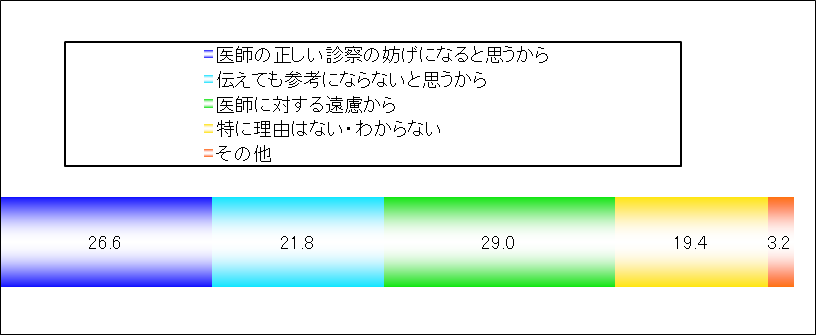 医師の正しい診察の妨げになると思うから
伝えても参考にならないと思うから
医師に対する遠慮から
特に理由はない・わからない
その他
26.6 21.8 29.0 19.4 3.2